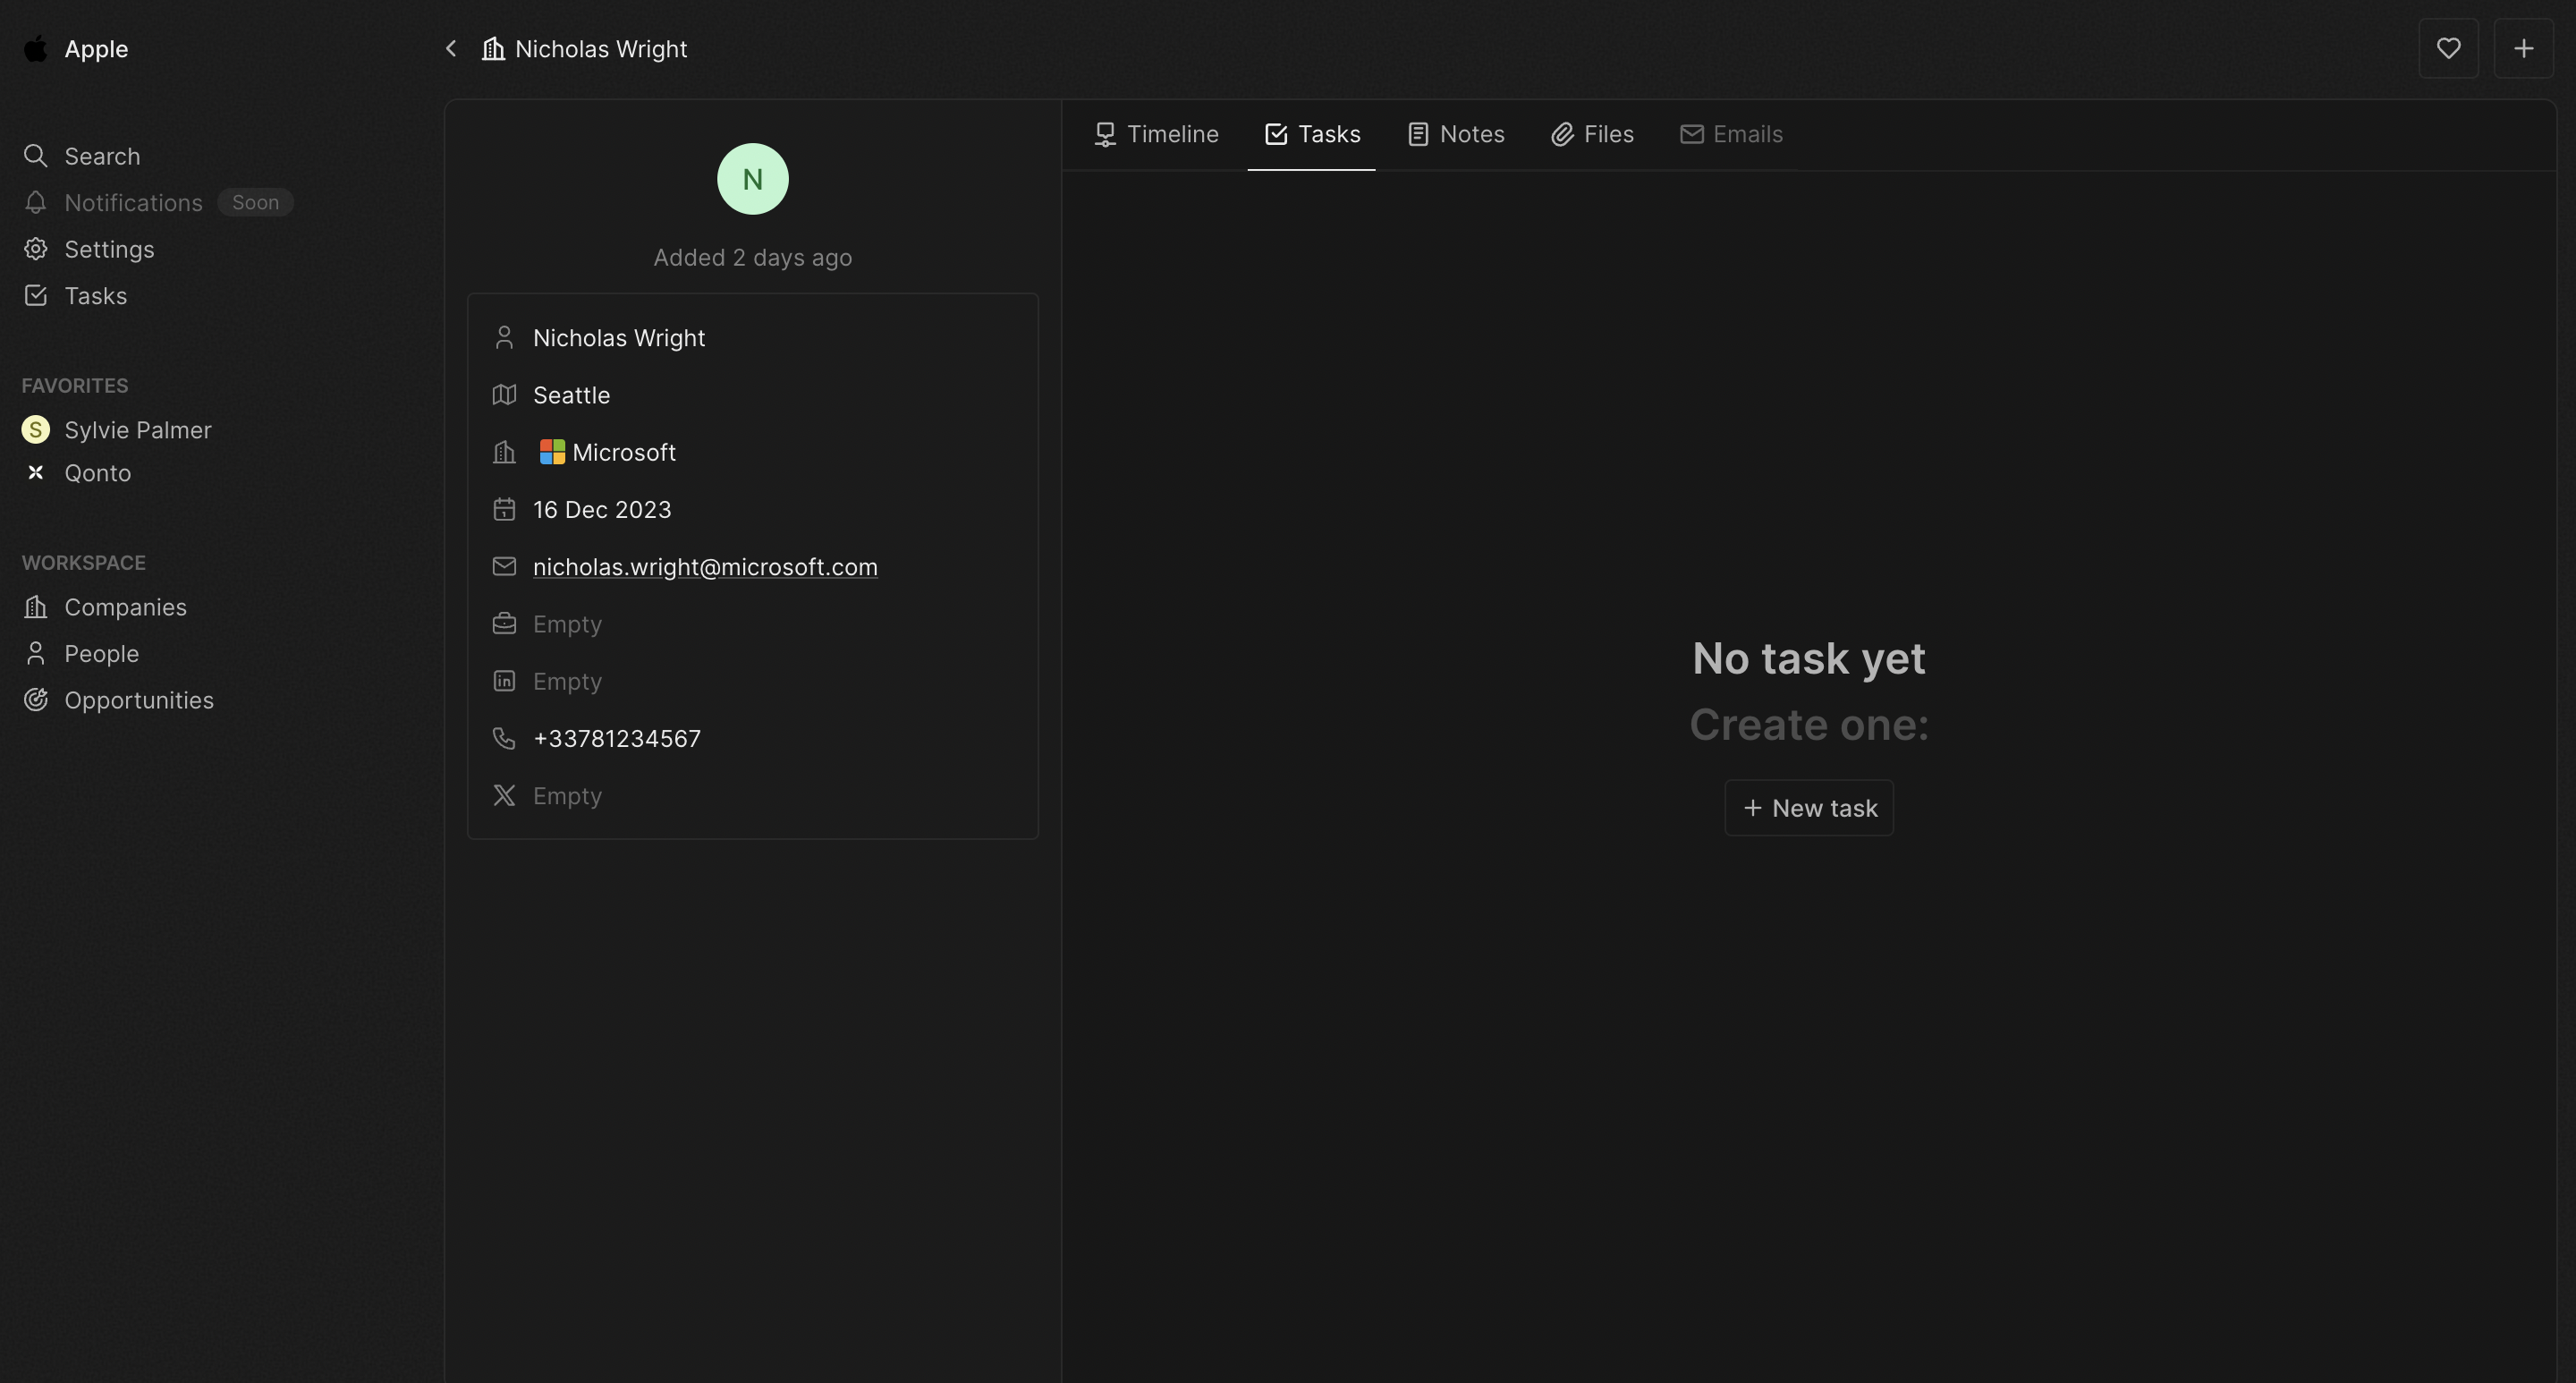 Apple
Search
Notifications Soon
Settings
Tasks
FAVORITES
S Sylvie Palmer
Qonto
WORKSPACE
Companies
People
Opportunities
Nicholas Wright
N
Added 2 days ago
Nicholas Wright
Seattle
Microsoft
16 Dec 2023
nicholas.wright@microsoft.com
Empty
Empty
+33781234567
Empty
Timeline Tasks Notes Files Emails
No task yet
Create one:
New task